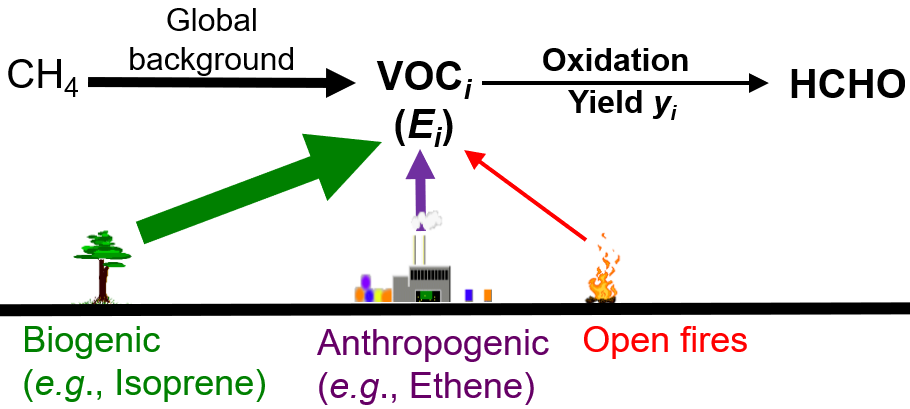 Global
background
CH₄
VOCᵢ
(Eᵢ)
Oxidation
Yield yᵢ
HCHO
Biogenic
(e.g., Isoprene)
Anthropogenic
(e.g., Ethene)
Open fires